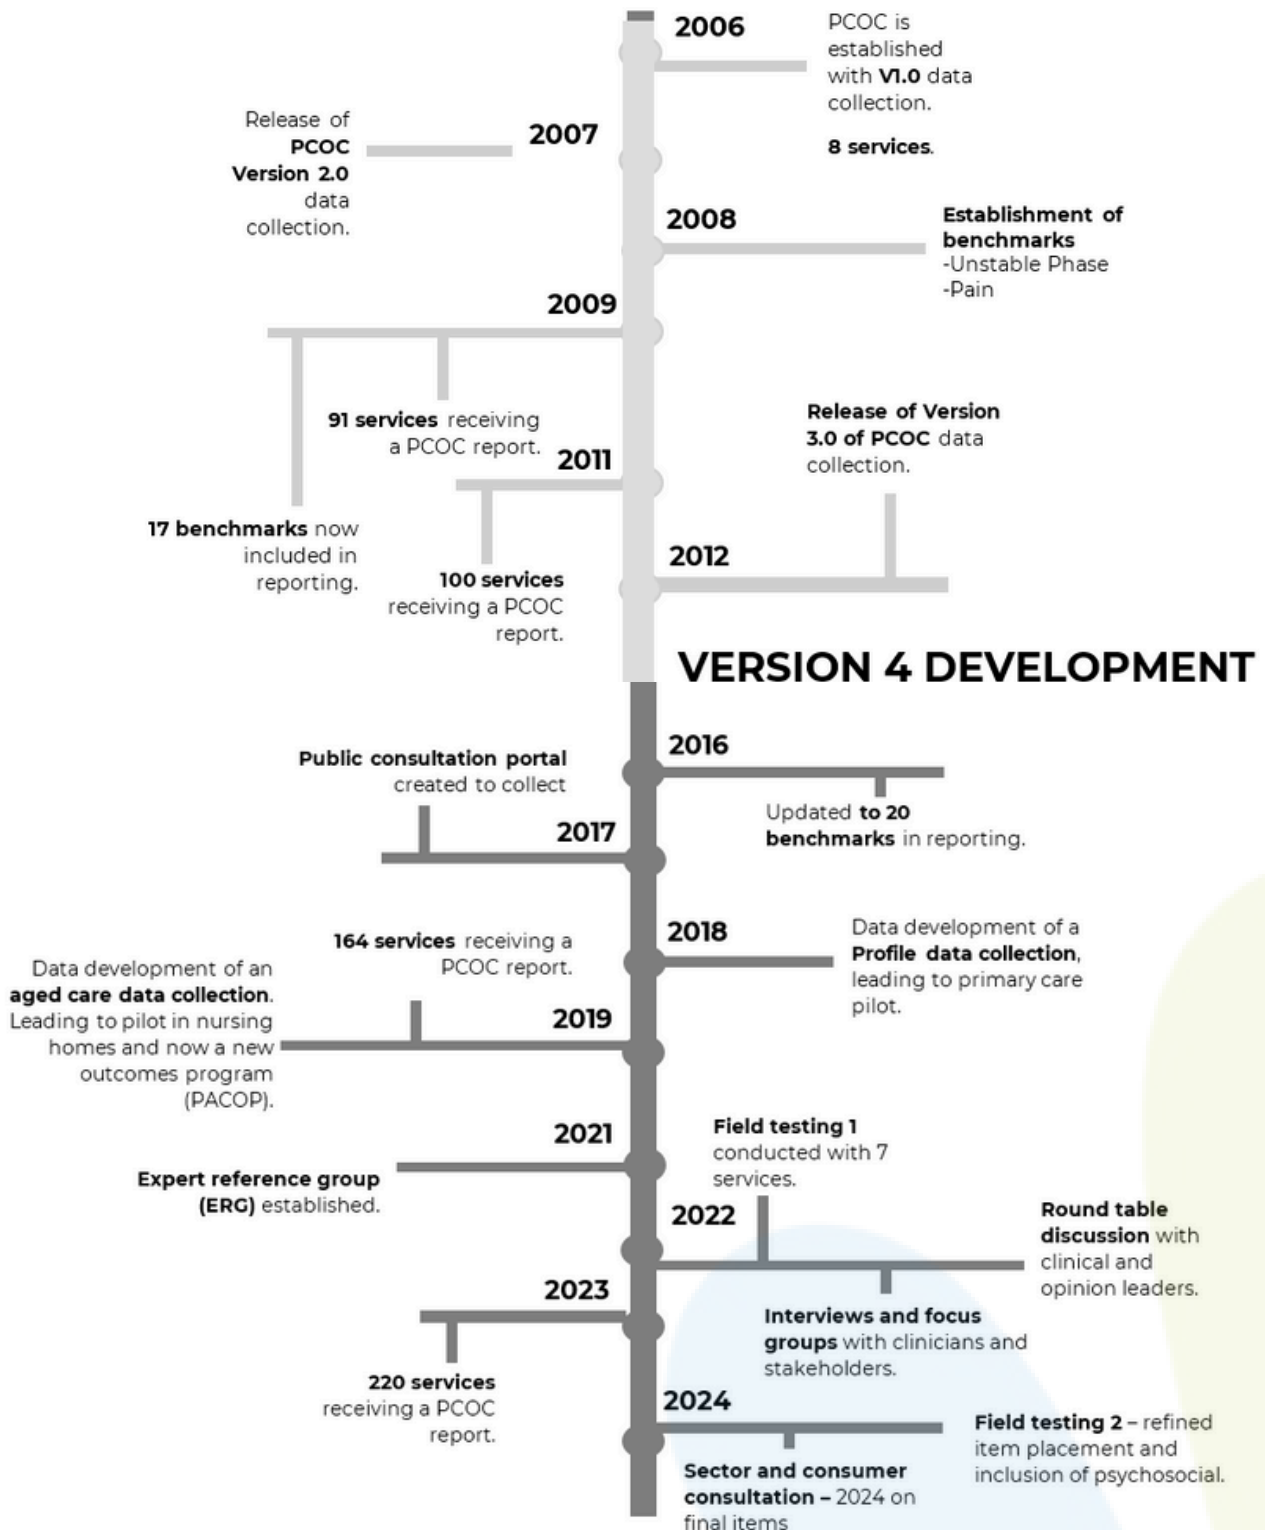 2006
PCOC is
established
with V1.0 data
collection.
8 services.
2007
Release of
PCOC
Version 2.0
data
collection.
2008
Establishment of
benchmarks
-Unstable Phase
-Pain
2009
91 services receiving
a PCOC report.
17 benchmarks now
included in
reporting.
2011
100 services
receiving a PCOC
report.
2012
Release of Version
3.0 of PCOC data
collection.
VERSION 4 DEVELOPMENT
2016
Updated to 20
benchmarks in reporting.
2017
Public consultation portal
created to collect
2018
Data development of a
Profile data collection,
leading to primary care
pilot.
2019
164 services receiving a
PCOC report.
Data development of an
aged care data collection.
Leading to pilot in nursing
homes and now a new
outcomes program
(PACOP).
2021
Expert reference group
(ERG) established.
2022
Field testing 1
conducted with 7
services.
Round table
discussion with
clinical and
opinion leaders.
Interviews and focus
groups with clinicians and
stakeholders.
2023
220 services
receiving a PCOC
report.
2024
Field testing 2 – refined
item placement and
inclusion of psychosocial.
Sector and consumer
consultation – 2024 on
final items